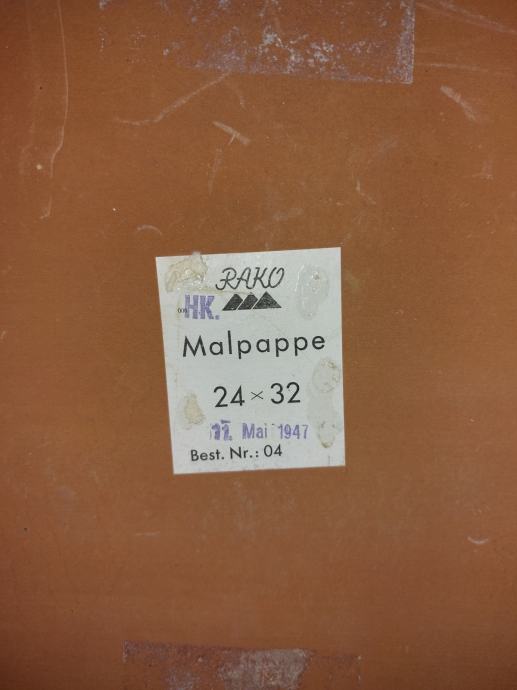 RAKO
HK.
Malpappe
24 × 32
Mai 1947
Best. Nr.: 04